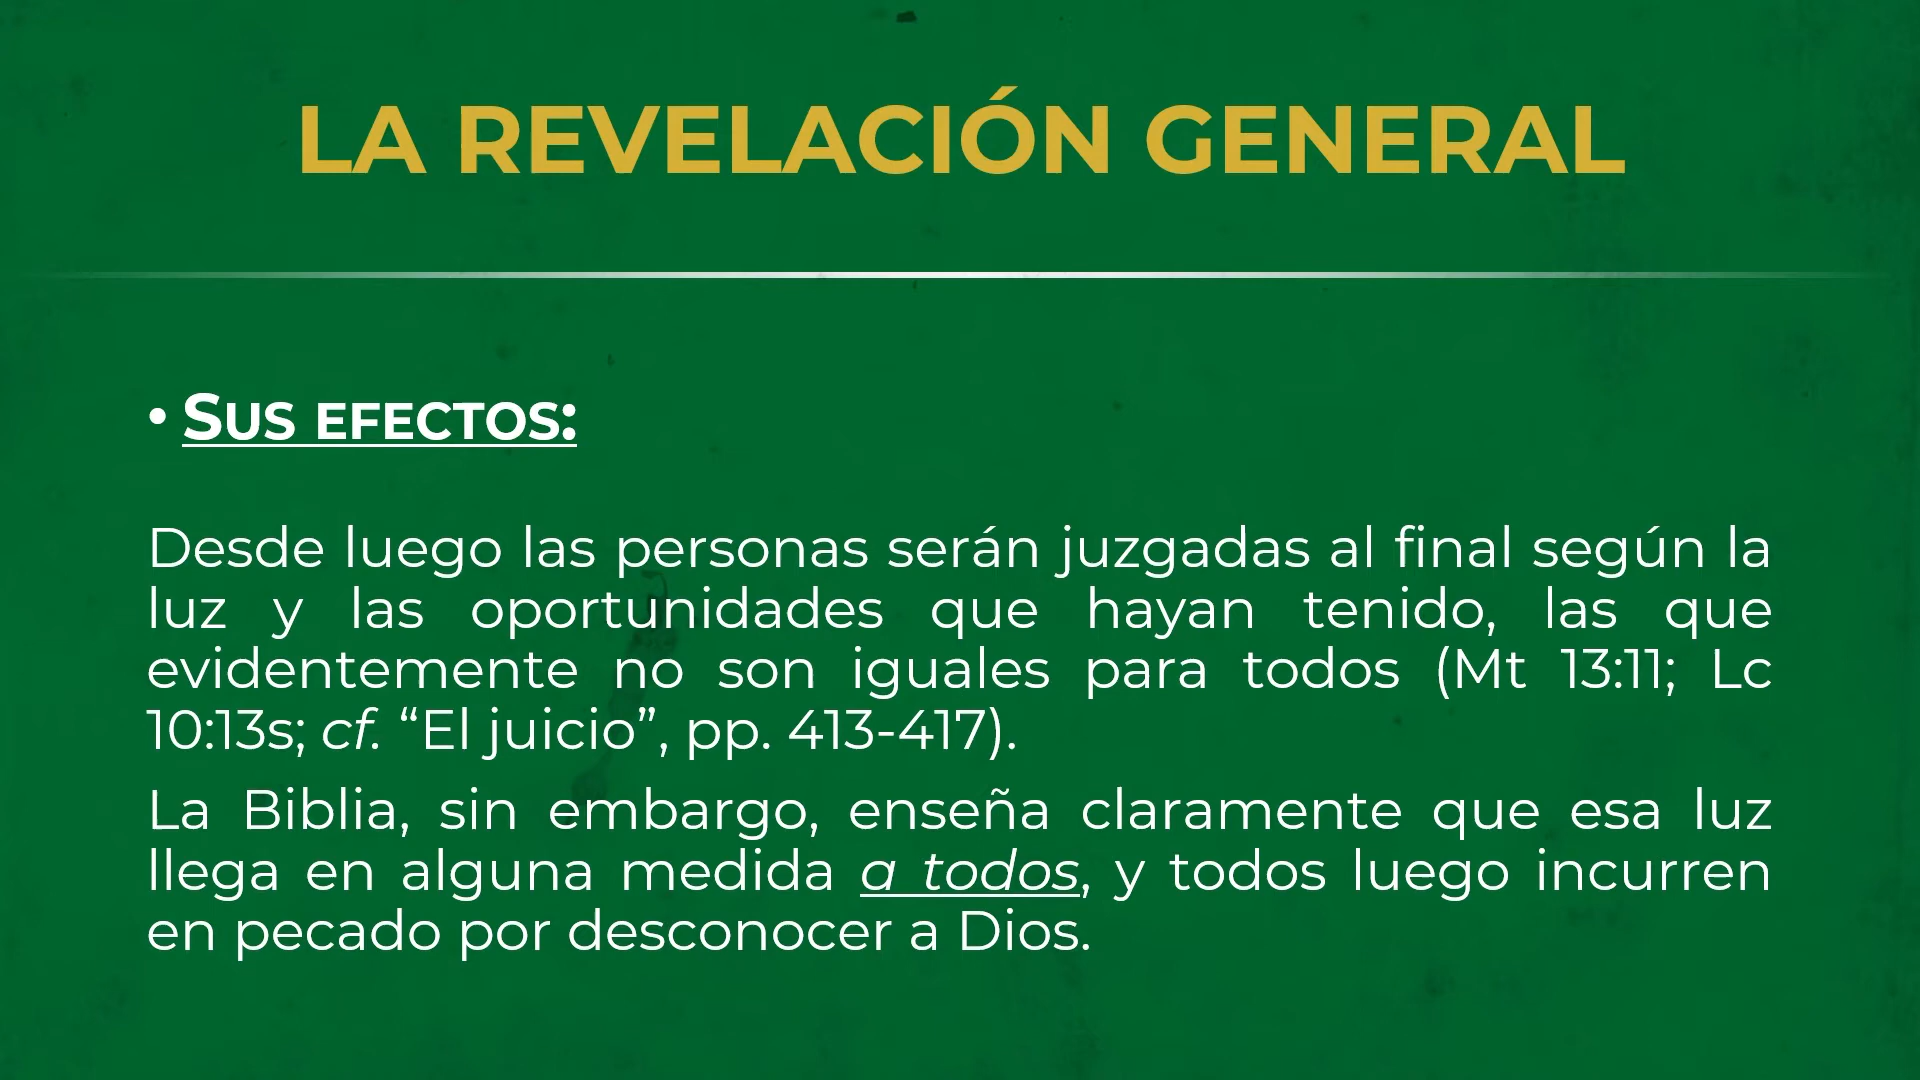 LA REVELACIÓN GENERAL
• SUS EFECTOS:
Desde luego las personas serán juzgadas al final según la
luz y las oportunidades que hayan tenido, las que
evidentemente no son iguales para todos (Mt 13:11; Lc
10:13s; cf. “El juicio”, pp. 413-417).
La Biblia, sin embargo, enseña claramente que esa luz
llega en alguna medida a todos, y todos luego incurren
en pecado por desconocer a Dios.